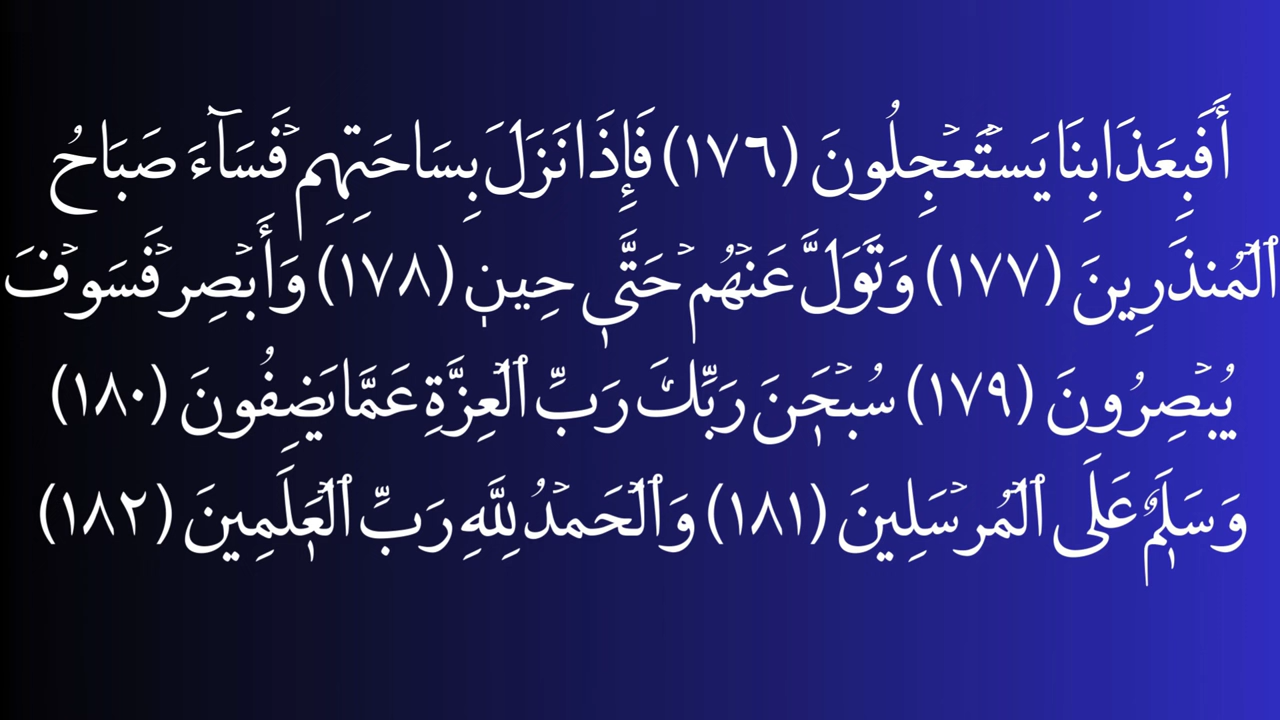 أَفَبِعَذَابِنَا يَسۡتَعۡجِلُونَ (١٧٦) فَإِذَا نَزَلَ بِسَاحَتِهِمۡ فَسَآءَ صَبَاحُ
ٱلۡمُنذَرِينَ (١٧٧) وَتَوَلَّ عَنۡهُمۡ حَتَّىٰ حِينٖ (١٧٨) وَأَبۡصِرۡ فَسَوۡفَ
يُبۡصِرُونَ (١٧٩) سُبۡحَٰنَ رَبِّكَ رَبِّ ٱلۡعِزَّةِ عَمَّا يَضِفُونَ (١٨٠)
وَسَلَٰمٌ عَلَى ٱلۡمُرۡسَلِينَ (١٨١) وَٱلۡحَمۡدُ لِلَّهِ رَبِّ ٱلۡعَٰلَمِينَ (١٨٢)